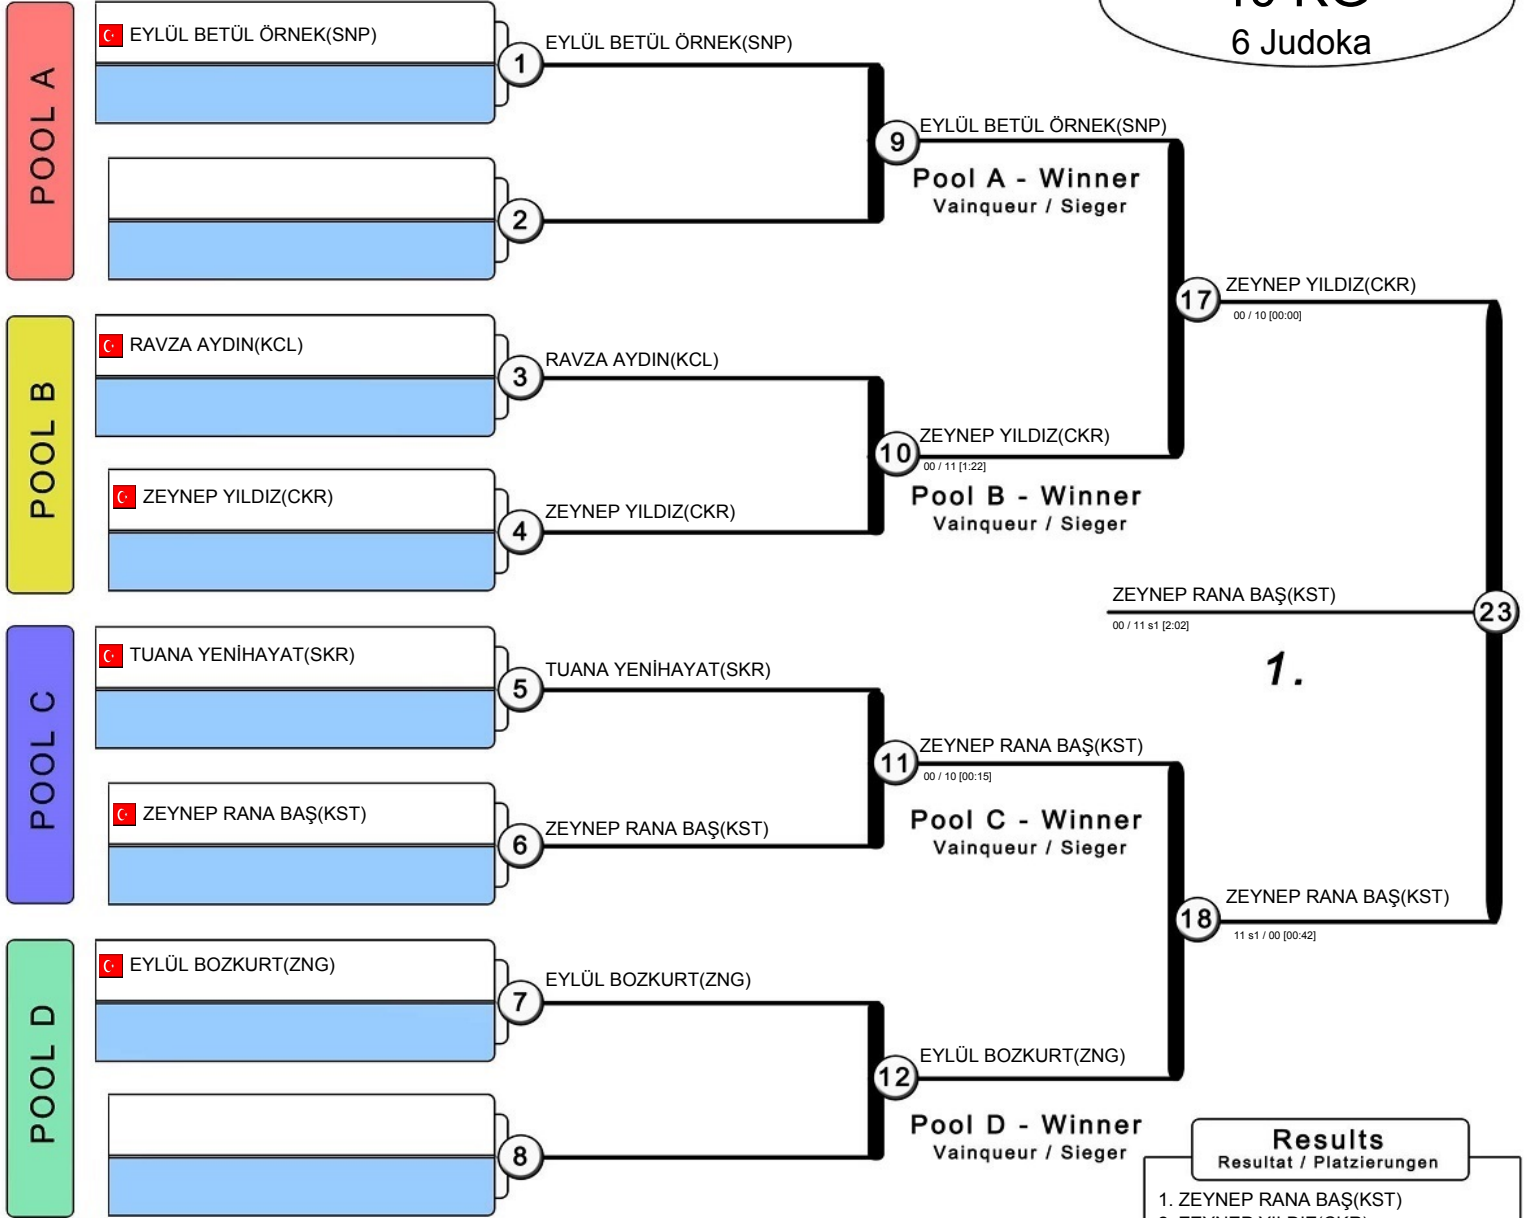 6 Judoka
POOL A
EYLÜL BETÜL ÖRNEK(SNP)
1
EYLÜL BETÜL ÖRNEK(SNP)
2
9
EYLÜL BETÜL ÖRNEK(SNP)
Pool A - Winner
Vainqueur / Sieger
POOL B
RAVZA AYDIN(KCL)
3
RAVZA AYDIN(KCL)
ZEYNEP YILDIZ(CKR)
4
ZEYNEP YILDIZ(CKR)
10
ZEYNEP YILDIZ(CKR)
00 / 11 [1:22]
Pool B - Winner
Vainqueur / Sieger
17
ZEYNEP YILDIZ(CKR)
00 / 10 [00:00]
POOL C
TUANA YENİHAYAT(SKR)
5
TUANA YENİHAYAT(SKR)
ZEYNEP RANA BAŞ(KST)
6
ZEYNEP RANA BAŞ(KST)
11
ZEYNEP RANA BAŞ(KST)
00 / 10 [00:15]
Pool C - Winner
Vainqueur / Sieger
POOL D
EYLÜL BOZKURT(ZNG)
7
EYLÜL BOZKURT(ZNG)
8
12
EYLÜL BOZKURT(ZNG)
Pool D - Winner
Vainqueur / Sieger
18
ZEYNEP RANA BAŞ(KST)
11 s1 / 00 [00:42]
ZEYNEP RANA BAŞ(KST)
23
00 / 11 s1 [2:02]
1.
Results
Resultat / Platzierungen
1. ZEYNEP RANA BAŞ(KST)